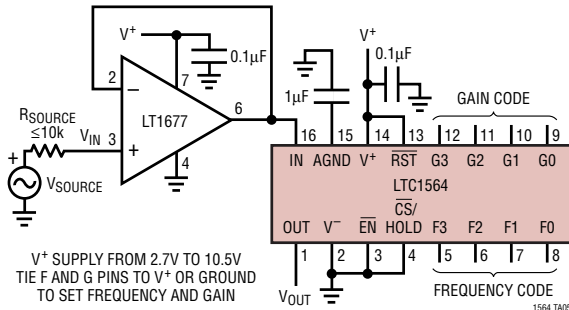 V+
0.1µF
2
−
7
LT1677
6
RSOURCE
≤10k
VIN
3
+
4
+
VSOURCE
V+
0.1µF
1µF
GAIN CODE
16 15 14 13 12 11 10 9
IN AGND V+ RST G3 G2 G1 G0
LTC1564
CS/
OUT V− EN HOLD F3 F2 F1 F0
1 2 3 4 5 6 7 8
VOUT
FREQUENCY CODE
V+ SUPPLY FROM 2.7V TO 10.5V
TIE F AND G PINS TO V+ OR GROUND
TO SET FREQUENCY AND GAIN
1564 TA05